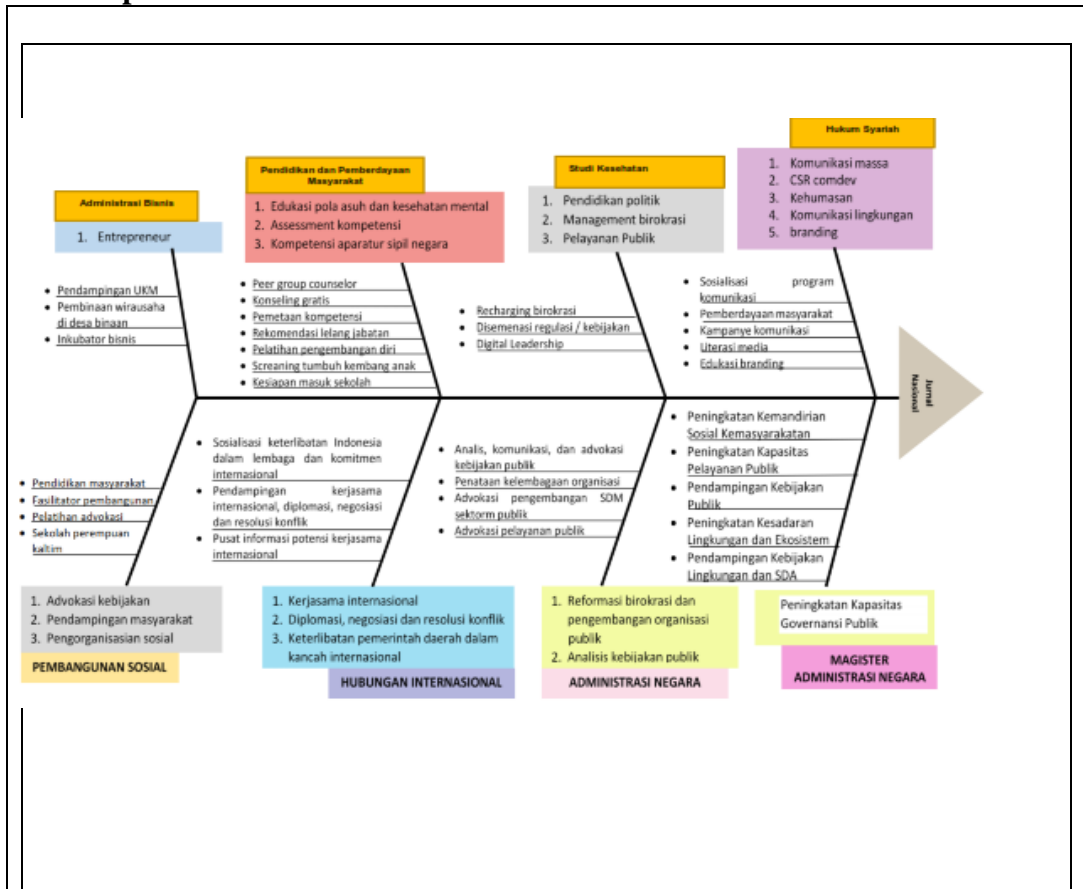 Administrasi Bisnis
1. Entrepreneur
Pendidikan dan Pemberdayaan
Masyarakat
1. Edukasi pola asuh dan kesehatan mental
2. Assessment kompetensi
3. Kompetensi aparatur sipil negara
Studi Kesehatan
1. Pendidikan politik
2. Management birokrasi
3. Pelayanan Publik
Hukum Syariah
1. Komunikasi massa
2. CSR comdev
3. Kehumasan
4. Komunikasi lingkungan
5. branding
• Pendampingan UKM
• Pembinaan wirausaha
di desa binaan
• Inkubator bisnis
• Peer group counselor
• Konseling gratis
• Pemetaan kompetensi
• Rekomendasi lelang jabatan
• Pelatihan pengembangan diri
• Screaning tumbuh kembang anak
• Kesiapan masuk sekolah
• Recharging birokrasi
• Disemenasi regulasi / kebijakan
• Digital Leadership
• Sosialisasi program
komunikasi
• Pemberdayaan masyarakat
• Kampanye komunikasi
• Literasi media
• Edukasi branding
Jurnal
Nasional
• Pendidikan masyarakat
• Fasilitator pembangunan
• Pelatihan advokasi
• Sekolah perempuan
kaltim
• Sosialisasi keterlibatan Indonesia
dalam lembaga dan komitmen
internasional
• Pendampingan kerjasama
internasional, diplomasi, negosiasi
dan resolusi konflik
• Pusat informasi potensi kerjasama
internasional
• Analis, komunikasi, dan advokasi
kebijakan publik
• Penataan kelembagaan organisasi
• Advokasi pengembangan SDM
sektorm publik
• Advokasi pelayanan publik
• Peningkatan Kemandirian
Sosial Kemasyarakatan
• Peningkatan Kapasitas
Pelayanan Publik
• Pendampingan Kebijakan
Publik
• Peningkatan Kesadaran
Lingkungan dan Ekosistem
• Pendampingan Kebijakan
Lingkungan dan SDA
1. Advokasi kebijakan
2. Pendampingan masyarakat
3. Pengorganisasian sosial
PEMBANGUNAN SOSIAL
1. Kerjasama internasional
2. Diplomasi, negosiasi dan resolusi konflik
3. Keterlibatan pemerintah daerah dalam
kancah internasional
HUBUNGAN INTERNASIONAL
1. Reformasi birokrasi dan
pengembangan organisasi
publik
2. Analisis kebijakan publik
ADMINISTRASI NEGARA
Peningkatan Kapasitas
Governansi Publik
MAGISTER
ADMINISTRASI NEGARA